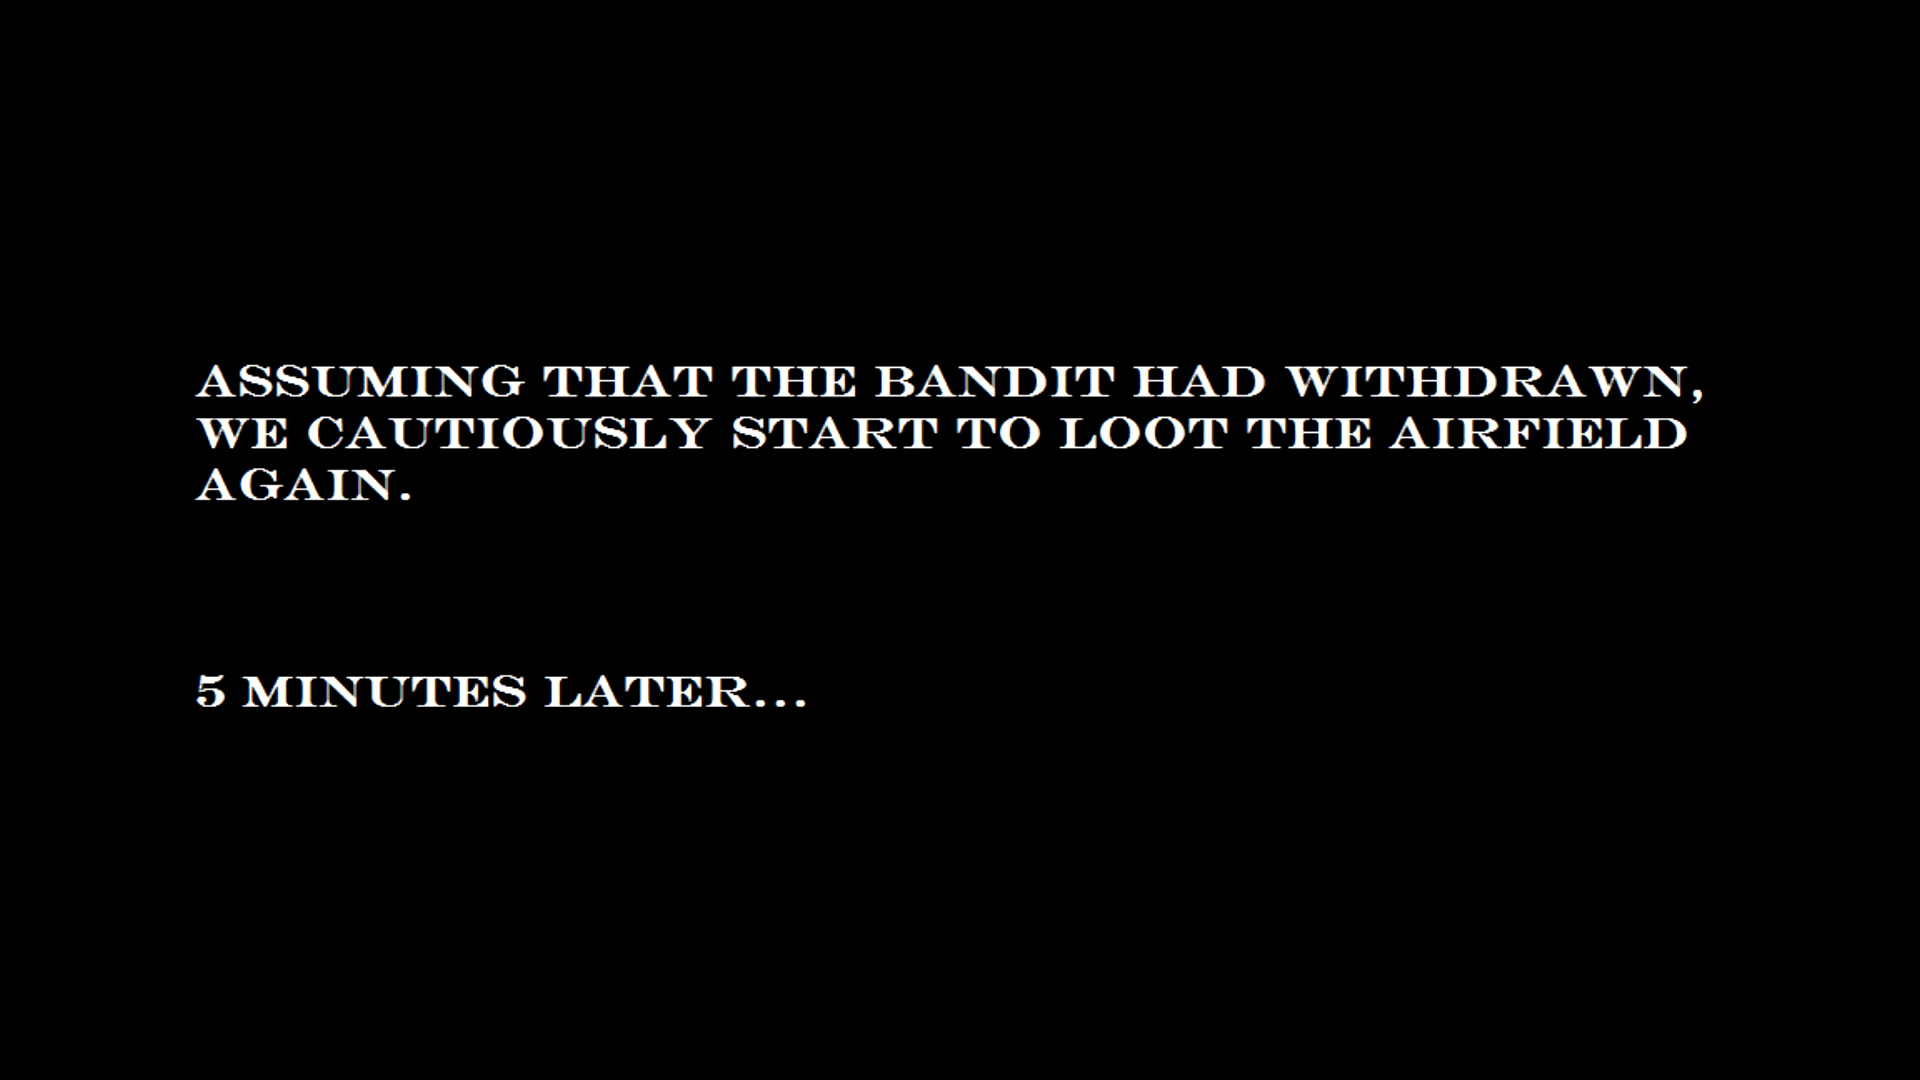 ASSUMING THAT THE BANDIT HAD WITHDRAWN,
WE CAUTIOUSLY START TO LOOT THE AIRFIELD
AGAIN.
5 MINUTES LATER...